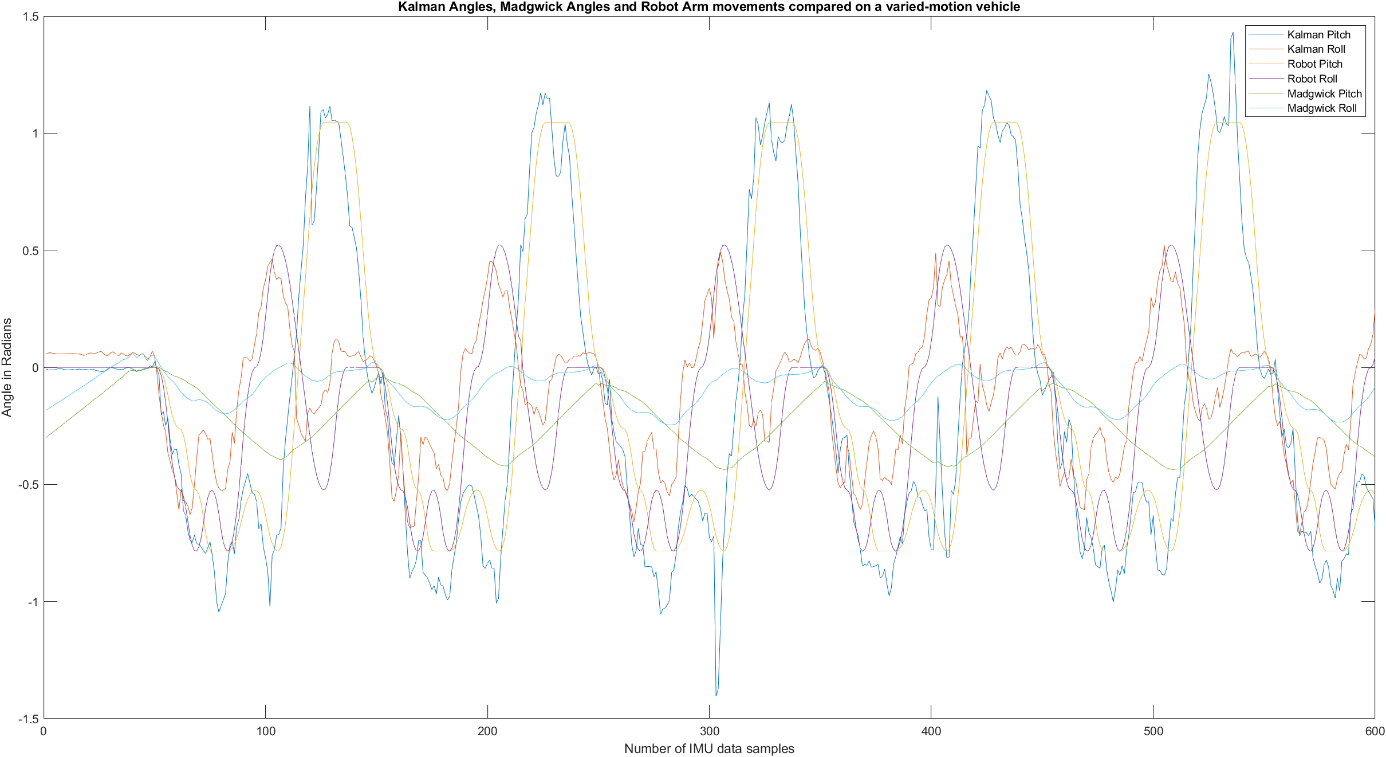 Kalman Angles, Madgwick Angles and Robot Arm movements compared on a varied-motion vehicle
Kalman Pitch
Kalman Roll
Robot Pitch
Robot Roll
Madgwick Pitch
Madgwick Roll
1.5
1
0.5
0
-0.5
-1
-1.5
Angle in Radians
0 100 200 300 400 500 600
Number of IMU data samples